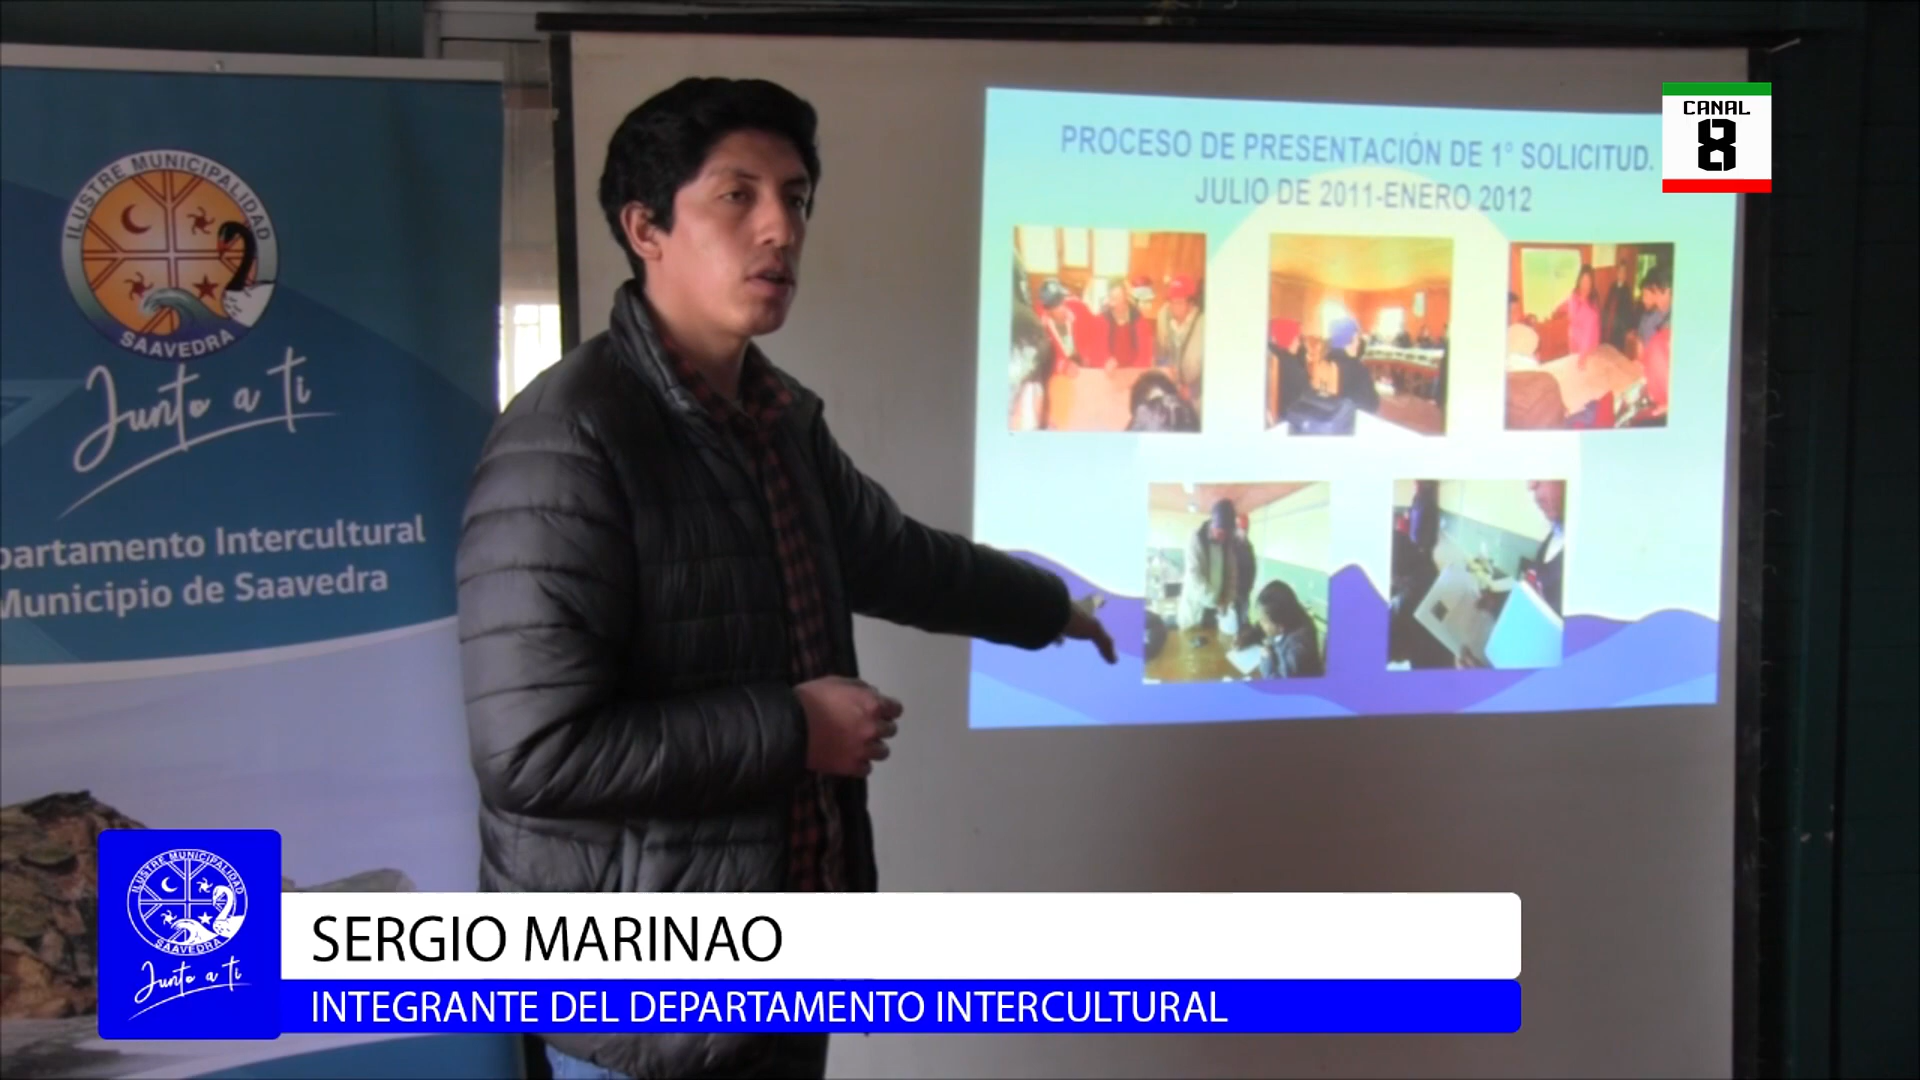 ILUSTRE MUNICIPALIDAD
SAAVEDRA
Junto a ti
partamento Intercultural
Municipio de Saavedra
PROCESO DE PRESENTACIÓN DE 1° SOLICITUD.
JULIO DE 2011-ENERO 2012
CANAL
8
ILUSTRE MUNICIPALIDAD
SAAVEDRA
Junto a ti
SERGIO MARINAO
INTEGRANTE DEL DEPARTAMENTO INTERCULTURAL